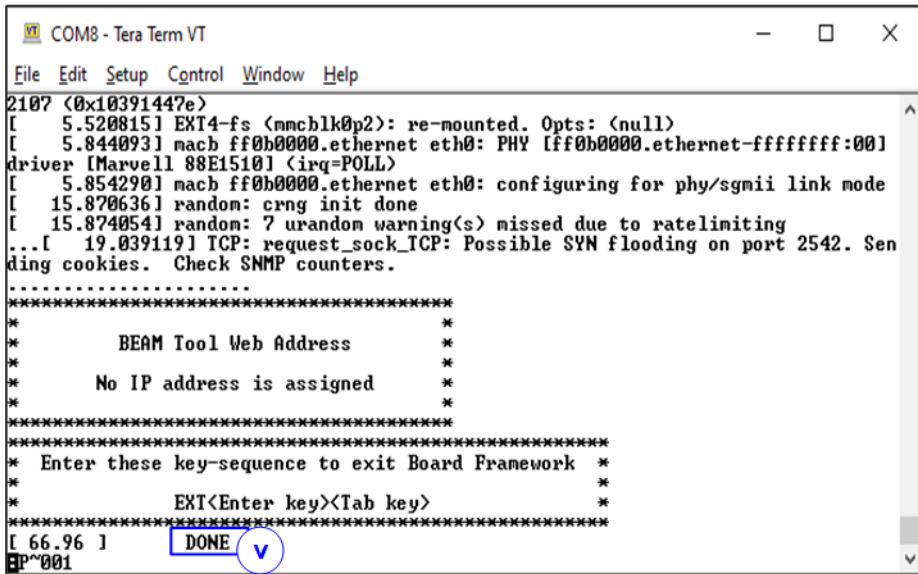 COM8 - Tera Term VT
File Edit Setup Control Window Help
2107 (0x10391447e)
[    5.520815] EXT4-fs (mmcblk0p2): re-mounted. Opts: (null)
[    5.844093] macb ff0b0000.ethernet eth0: PHY [ff0b0000.ethernet-ffffffff:00]
driver [Marvell 88E1510] (irq=POLL)
[    5.854290] macb ff0b0000.ethernet eth0: configuring for phy/sgmii link mode
[   15.870636] random: crng init done
[   15.874054] random: 7 urandom warning(s) missed due to ratelimiting
...[   19.039119] TCP: request_sock_TCP: Possible SYN flooding on port 2542. Sen
ding cookies.  Check SNMP counters.
......................
****************************************
*                                      *
*         BEAM Tool Web Address        *
*                                      *
*       No IP address is assigned      *
*                                      *
****************************************
******************************************************
*  Enter these key-sequence to exit Board Framework  *
*                                                    *
*              EXT<Enter key><Tab key>               *
******************************************************
[ 66.96 ]       DONE
V
P~001